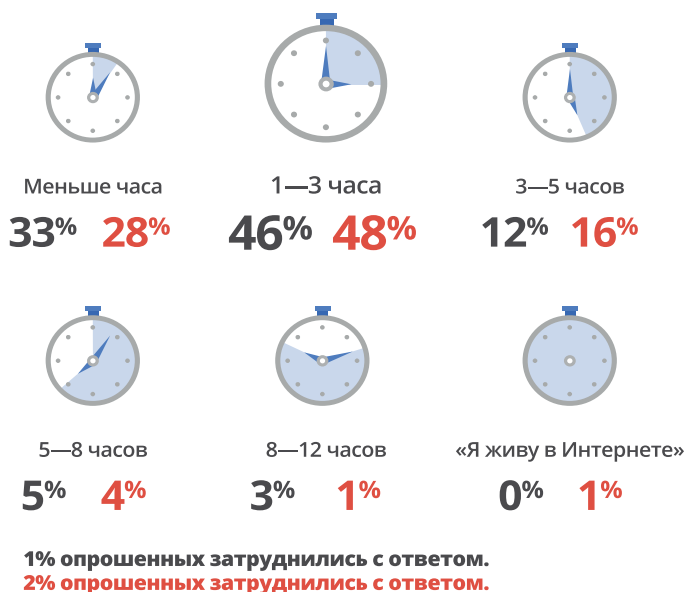 Меньше часа
33% 28%
1—3 часа
46% 48%
3—5 часов
12% 16%
5—8 часов
5% 4%
8—12 часов
3% 1%
«Я живу в Интернете»
0% 1%
1% опрошенных затруднились с ответом.
2% опрошенных затруднились с ответом.